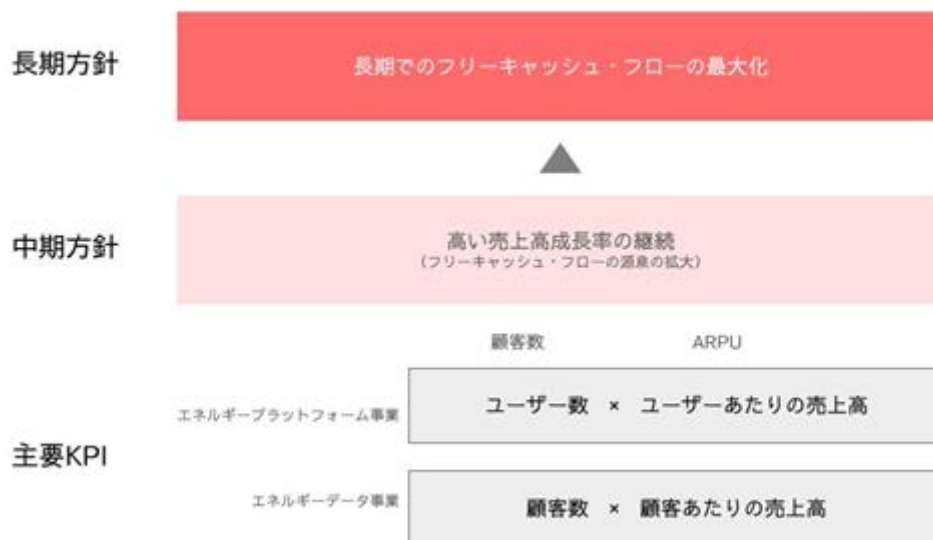 長期方針
長期でのフリーキャッシュ・フローの最大化
中期方針
高い売上高成長率の継続
(フリーキャッシュ・フローの源泉の拡大)
顧客数 ARPU
主要KPI
エネルギープラットフォーム事業
ユーザー数 × ユーザーあたりの売上高
エネルギーデータ事業
顧客数 × 顧客あたりの売上高